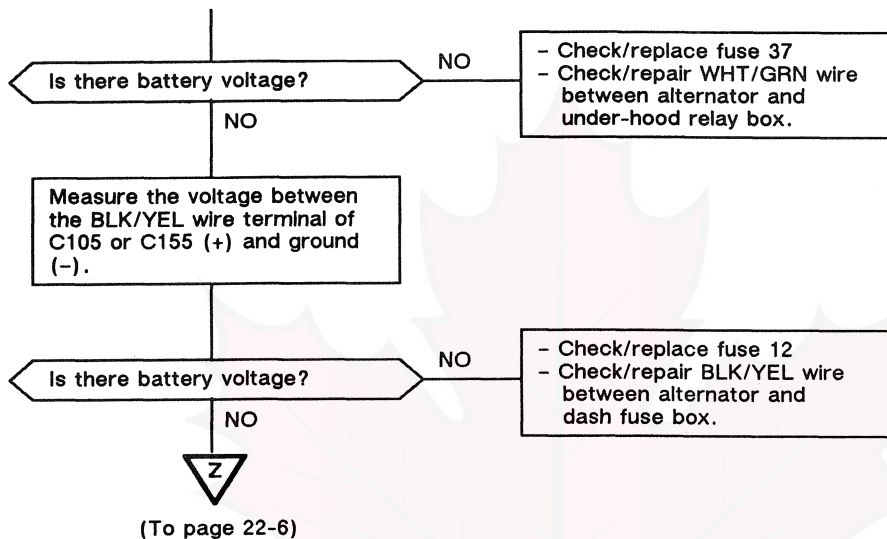 Is there battery voltage?
NO
– Check/replace fuse 37
– Check/repair WHT/GRN wire
between alternator and
under-hood relay box.
NO
Measure the voltage between
the BLK/YEL wire terminal of
C105 or C155 (+) and ground
(–).
Is there battery voltage?
NO
– Check/replace fuse 12
– Check/repair BLK/YEL wire
between alternator and
dash fuse box.
NO
Z
(To page 22-6)